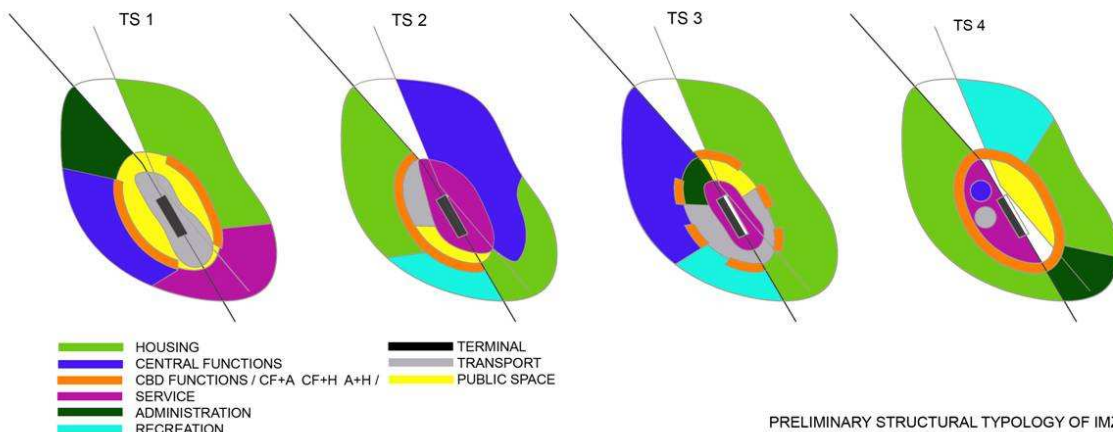 TS 1
TS 2
TS 3
TS 4
HOUSING
CENTRAL FUNCTIONS
CBD FUNCTIONS / CF+A CF+H A+H /
SERVICE
ADMINISTRATION
RECREATION
TERMINAL
TRANSPORT
PUBLIC SPACE
PRELIMINARY STRUCTURAL TYPOLOGY OF